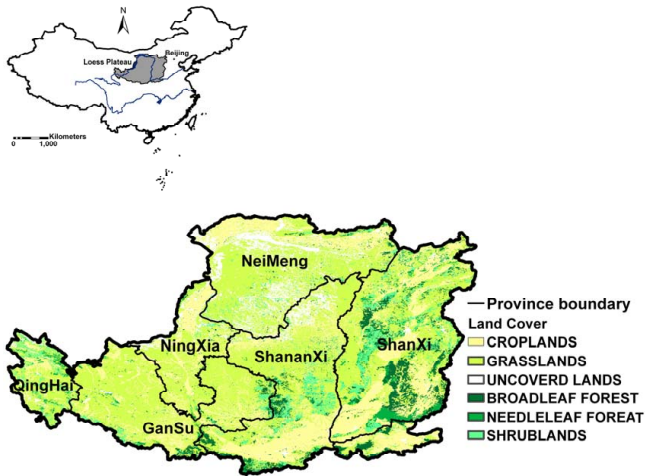 N
Beijing
Loess Plateau
Kilometers
0 1,000
NeiMeng
NingXia
ShananXi
ShanXi
QingHai
GanSu
Province boundary
Land Cover
CROPLANDS
GRASSLANDS
UNCOVERD LANDS
BROADLEAF FOREST
NEEDLELEAF FOREAT
SHRUBLANDS